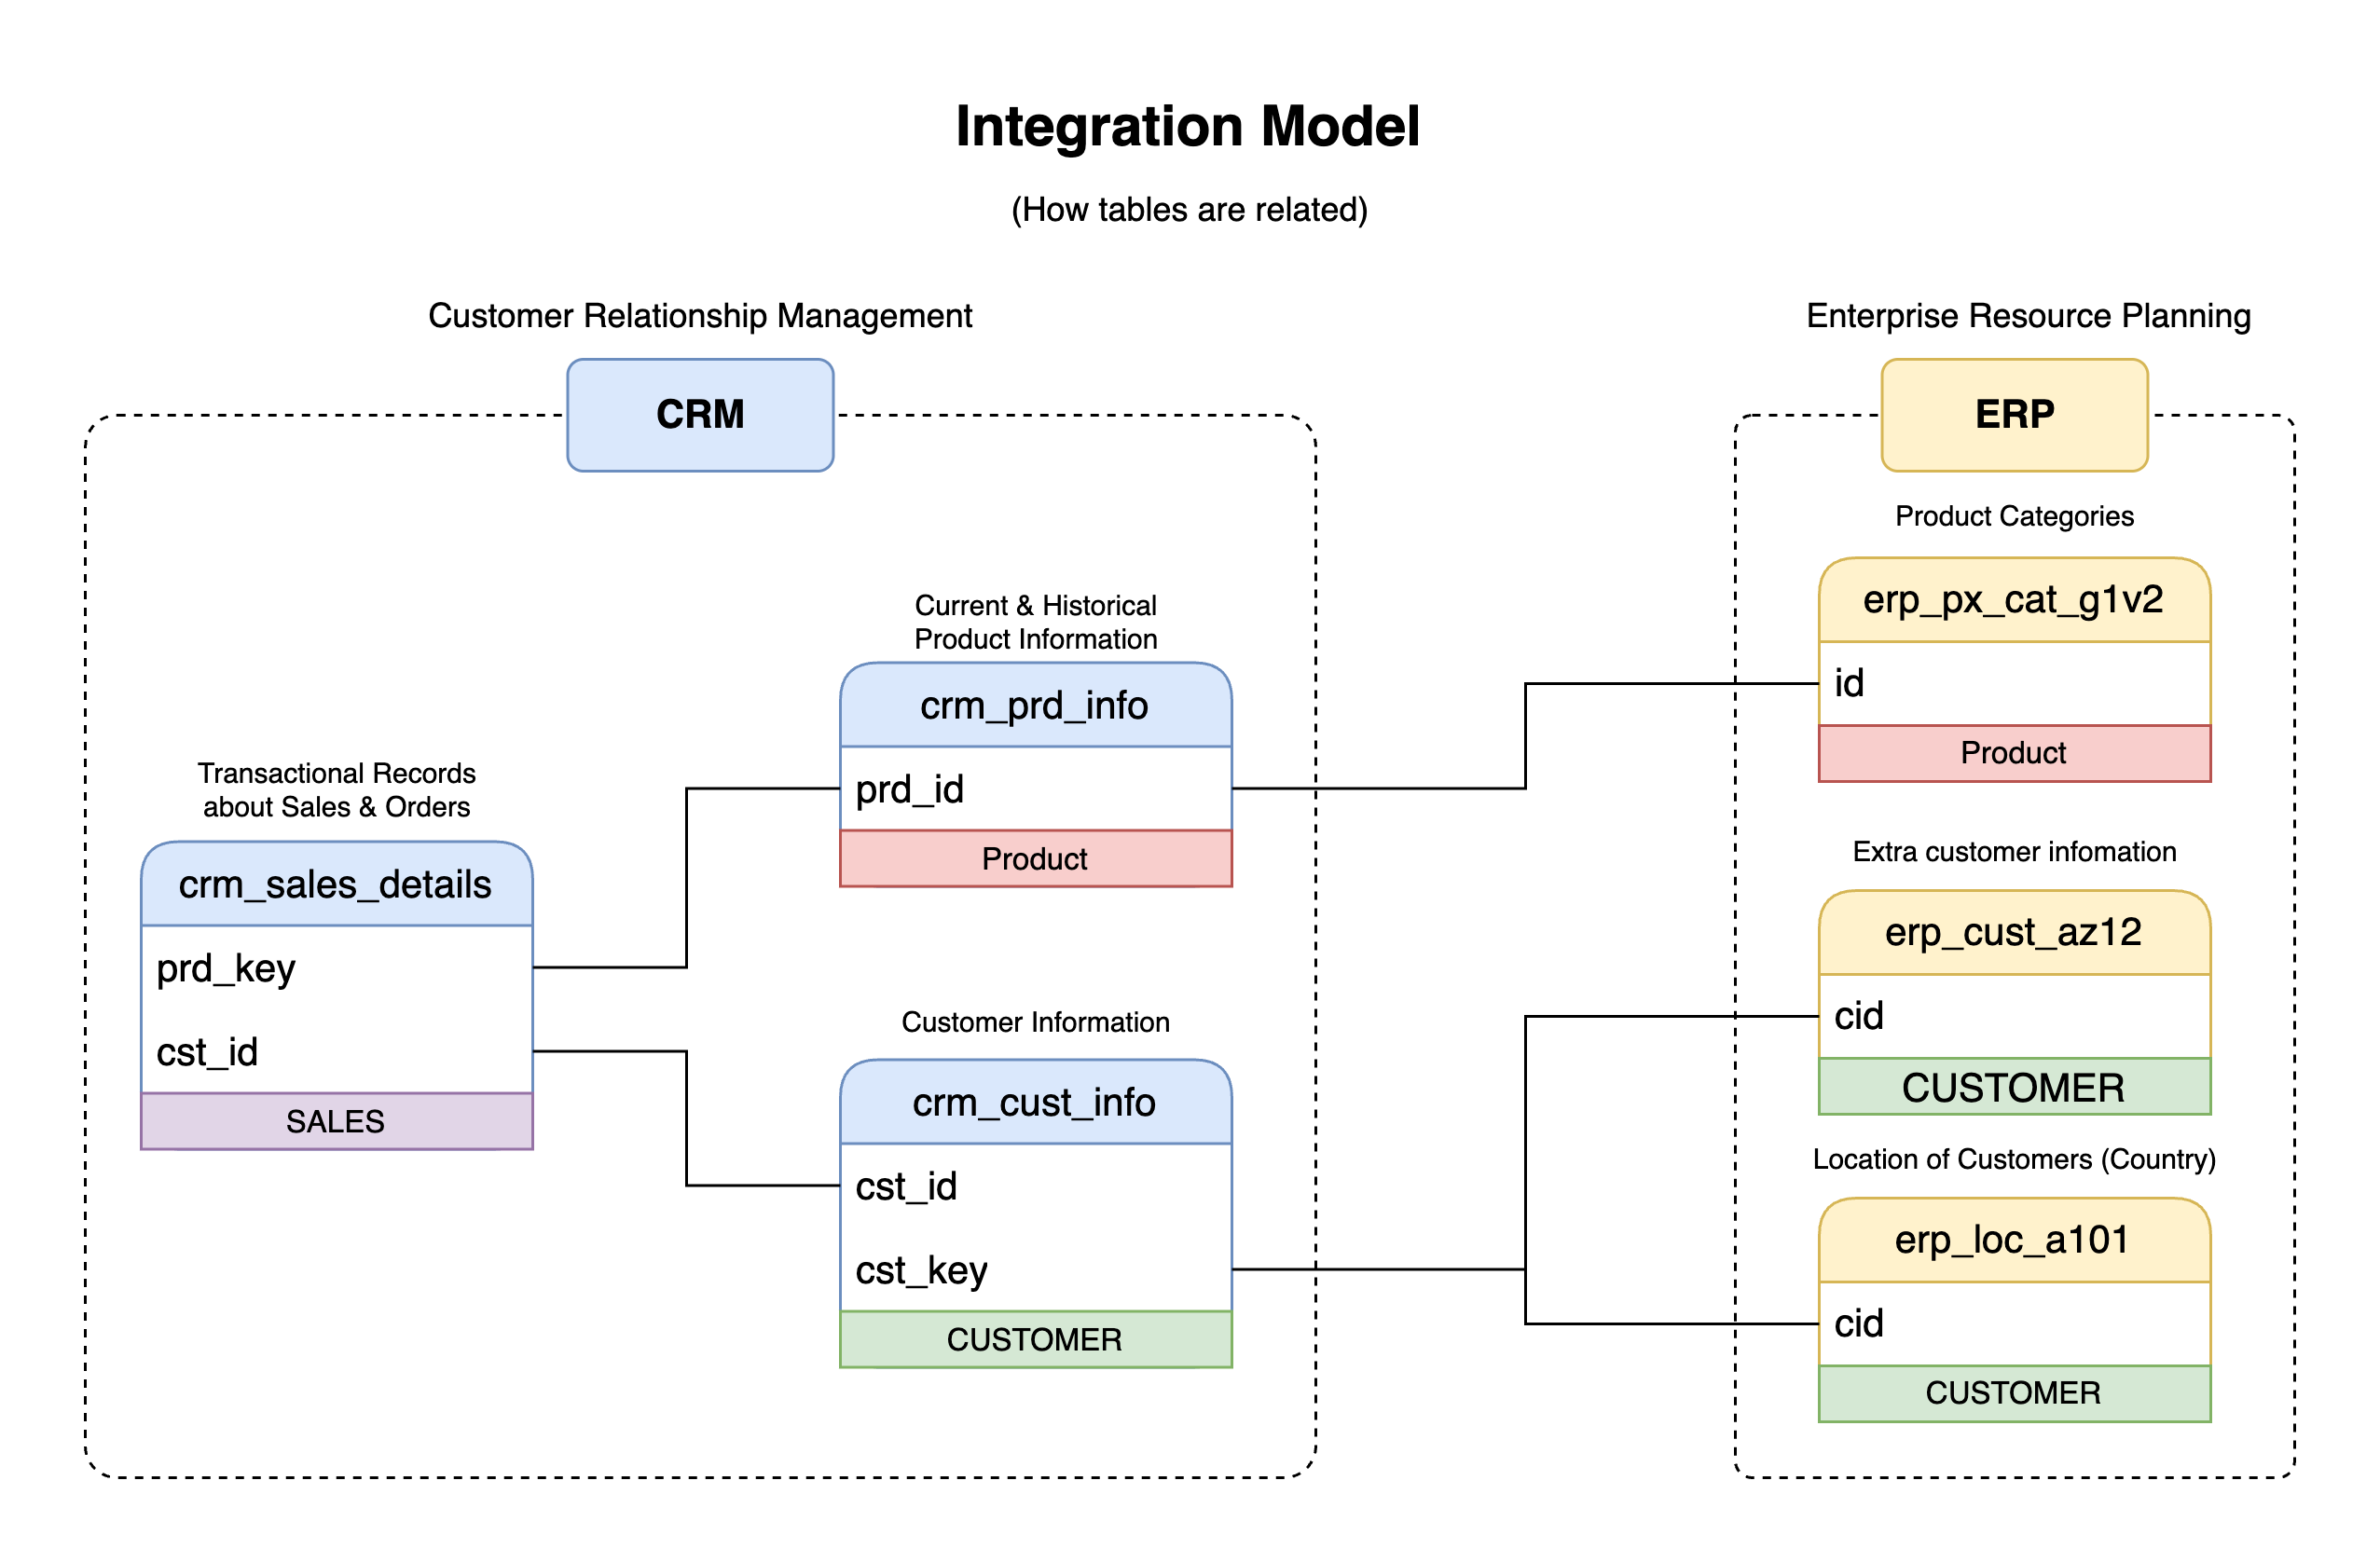 Integration Model
(How tables are related)
Customer Relationship Management
CRM
Current & Historical
Product Information
crm_prd_info
prd_id
Product
Transactional Records
about Sales & Orders
crm_sales_details
prd_key
cst_id
SALES
Customer Information
crm_cust_info
cst_id
cst_key
CUSTOMER
Enterprise Resource Planning
ERP
Product Categories
erp_px_cat_g1v2
id
Product
Extra customer infomation
erp_cust_az12
cid
CUSTOMER
Location of Customers (Country)
erp_loc_a101
cid
CUSTOMER